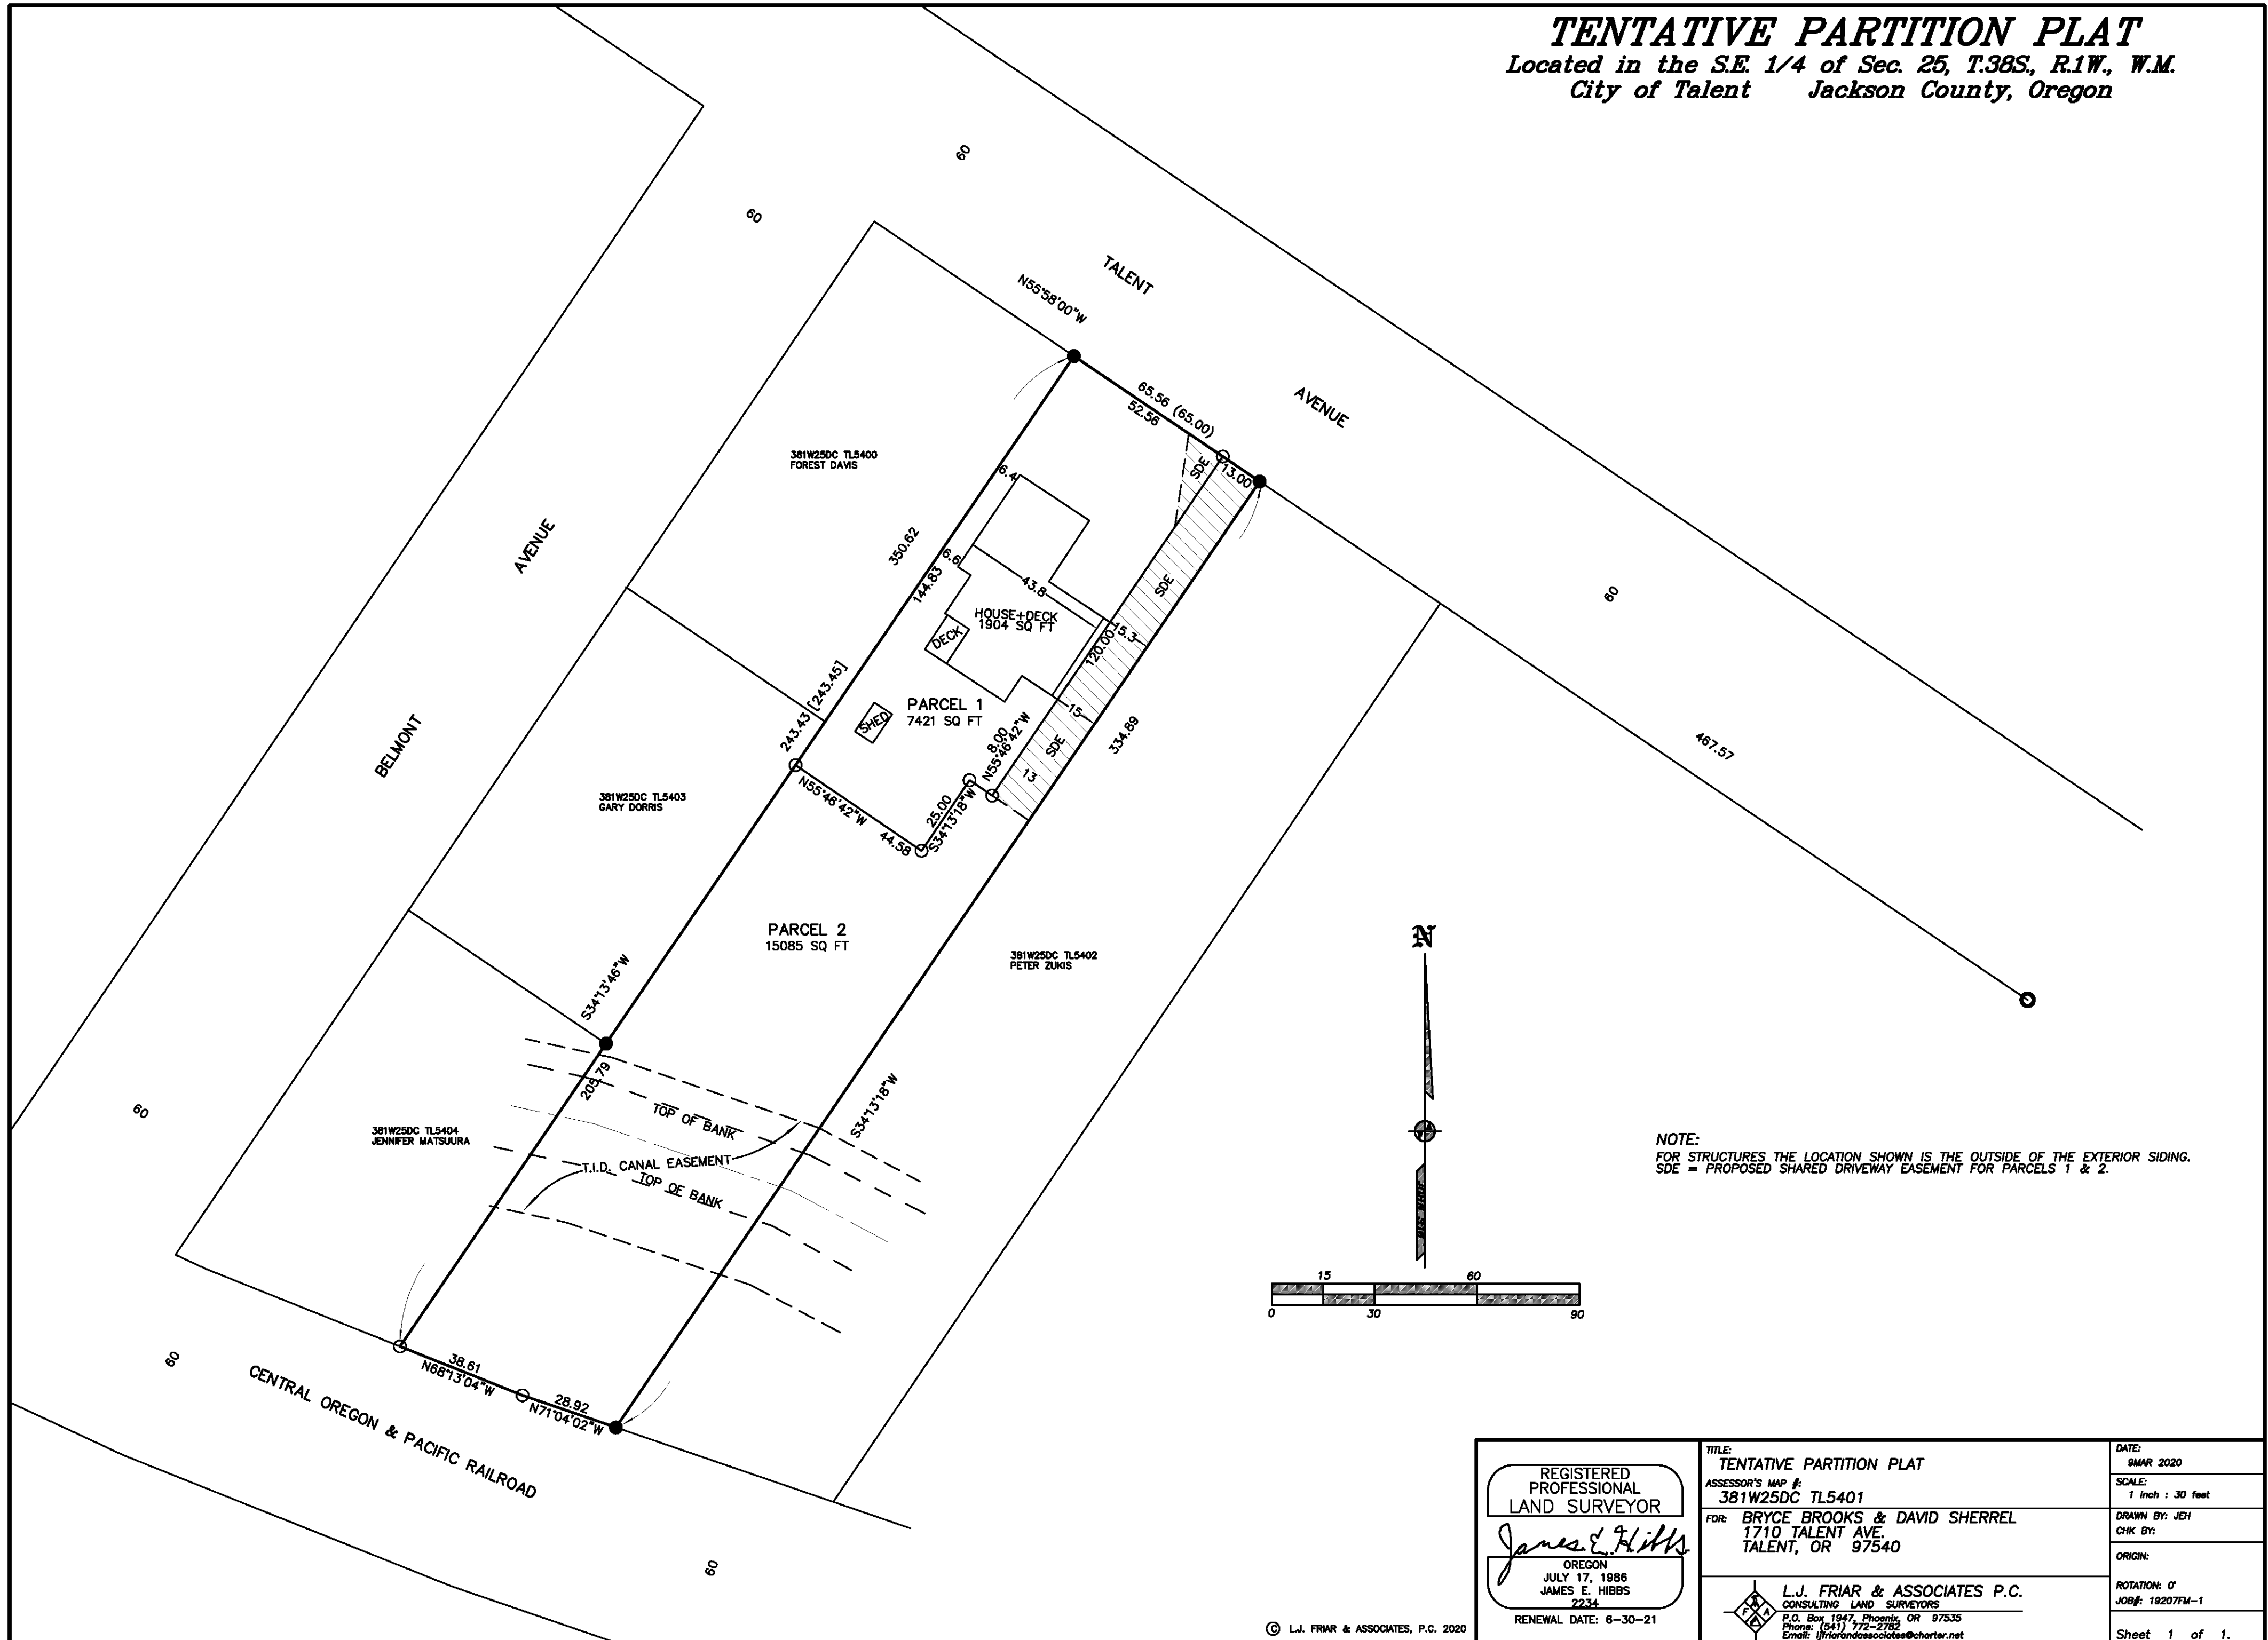 TENTATIVE PARTITION PLAT
Located in the S.E. 1/4 of Sec. 25, T.38S., R.1W., W.M.
City of Talent Jackson County, Oregon
60
60
TALENT
N55°58'00"W
AVENUE
65.56 (65.00)
52.56
SDE
13.00
381W25DC TL5400
FOREST DAVIS
6.4
350.62
6.6
144.83
43.8
HOUSE+DECK
1904 SQ FT
DECK
SDE
15.3
120.00
60
AVENUE
BELMONT
243.43 [243.45]
PARCEL 1
7421 SQ FT
SHED
15
8.00
N55°46'42"W
SDE
13
334.89
467.57
381W25DC TL5403
GARY DORRIS
N55°46'42"W
44.58
25.00
S34°13'18"W
PARCEL 2
15085 SQ FT
381W25DC TL5402
PETER ZUKIS
N
S34°13'46"W
205.79
S34°13'18"W
60
381W25DC TL5404
JENNIFER MATSUURA
TOP OF BANK
T.I.D. CANAL EASEMENT
TOP OF BANK
NOTE:
FOR STRUCTURES THE LOCATION SHOWN IS THE OUTSIDE OF THE EXTERIOR SIDING.
SDE = PROPOSED SHARED DRIVEWAY EASEMENT FOR PARCELS 1 & 2.
15 60
0 30 90
38.61
N68°13'04"W
28.92
N71°04'02"W
60
CENTRAL OREGON & PACIFIC RAILROAD
60
© L.J. FRIAR & ASSOCIATES, P.C. 2020
REGISTERED
PROFESSIONAL
LAND SURVEYOR
James E. Hibbs
OREGON
JULY 17, 1986
JAMES E. HIBBS
2234
RENEWAL DATE: 6-30-21
TITLE:
TENTATIVE PARTITION PLAT
ASSESSOR'S MAP #:
381W25DC TL5401
FOR: BRYCE BROOKS & DAVID SHERREL
1710 TALENT AVE.
TALENT, OR 97540
L.J. FRIAR & ASSOCIATES P.C.
CONSULTING LAND SURVEYORS
P.O. Box 1947, Phoenix, OR 97535
Phone: (541) 772-2782
Email: ljfriarandassociates@charter.net
DATE:
9MAR 2020
SCALE:
1 inch : 30 feet
DRAWN BY: JEH
CHK BY:
ORIGIN:
ROTATION: 0°
JOB#: 19207FM-1
Sheet 1 of 1.